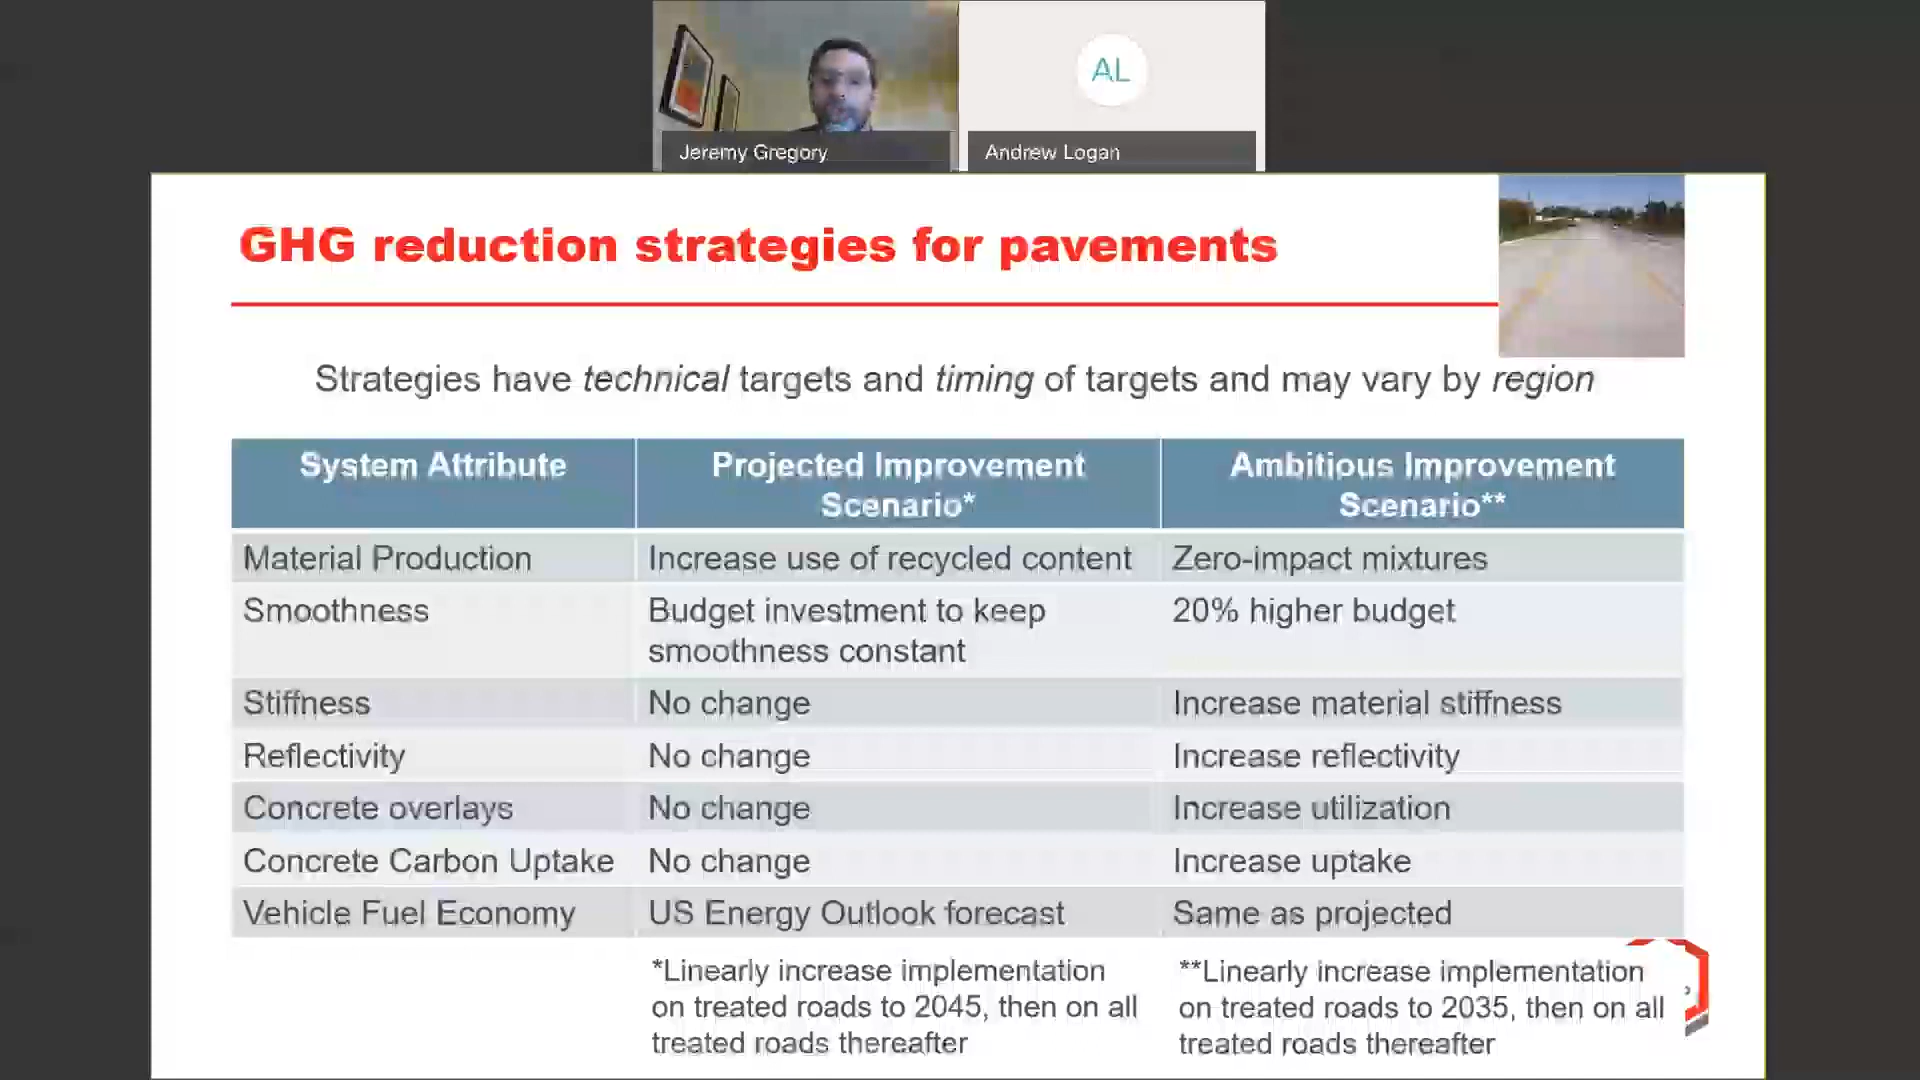 AL
Jeremy Gregory
Andrew Logan
GHG reduction strategies for pavements
Strategies have technical targets and timing of targets and may vary by region
System Attribute
Projected Improvement
Scenario*
Ambitious Improvement
Scenario**
Material Production
Increase use of recycled content
Zero-impact mixtures
Smoothness
Budget investment to keep
smoothness constant
20% higher budget
Stiffness
No change
Increase material stiffness
Reflectivity
No change
Increase reflectivity
Concrete overlays
No change
Increase utilization
Concrete Carbon Uptake
No change
Increase uptake
Vehicle Fuel Economy
US Energy Outlook forecast
Same as projected
*Linearly increase implementation
on treated roads to 2045, then on all
treated roads thereafter
**Linearly increase implementation
on treated roads to 2035, then on all
treated roads thereafter